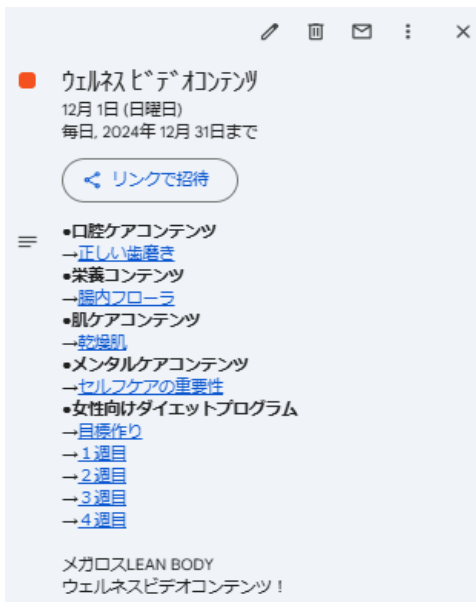 ｳｪﾙﾈｽﾋﾞﾃﾞｵｺﾝﾃﾝﾂ
12月 1日 (日曜日)
毎日, 2024年 12月 31日まで
リンクで招待
●口腔ケアコンテンツ
→正しい歯磨き
●栄養コンテンツ
→腸内フローラ
●肌ケアコンテンツ
→乾燥肌
●メンタルケアコンテンツ
→セルフケアの重要性
●女性向けダイエットプログラム
→目標作り
→１週目
→２週目
→３週目
→４週目
メガロスLEAN BODY
ウェルネスビデオコンテンツ！